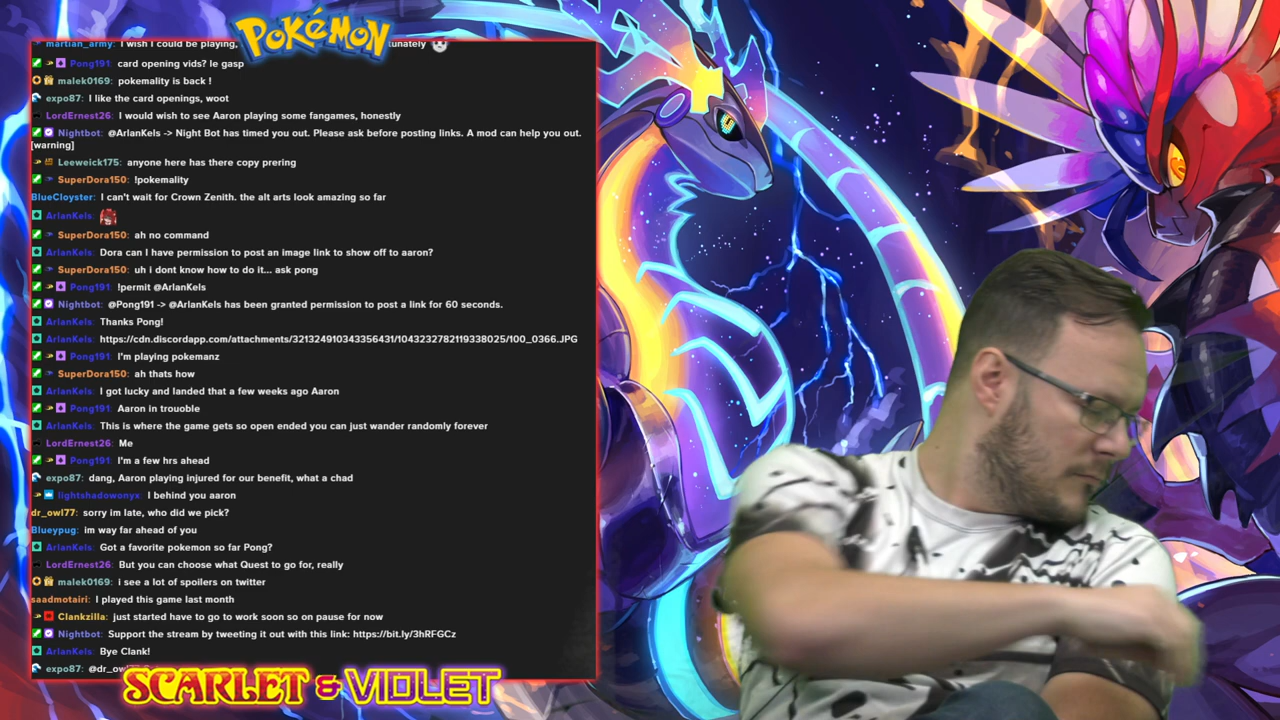 POKéMON
martian_army: I wish I could be playing, unately
Pong191: card opening vids? le gasp
malek0169: pokemality is back !
expo87: I like the card openings, woot
LordErnest26: I would wish to see Aaron playing some fangames, honestly
Nightbot: @ArlanKels -> Night Bot has timed you out. Please ask before posting links. A mod can help you out.
[warning]
Leeweick175: anyone here has there copy prering
SuperDora150: !pokemality
BlueCloyster: I can't wait for Crown Zenith. the alt arts look amazing so far
ArlanKels:
SuperDora150: ah no command
ArlanKels: Dora can I have permission to post an image link to show off to aaron?
SuperDora150: uh i dont know how to do it... ask pong
Pong191: !permit @ArlanKels
Nightbot: @Pong191 -> @ArlanKels has been granted permission to post a link for 60 seconds.
ArlanKels: Thanks Pong!
ArlanKels: https://cdn.discordapp.com/attachments/321324910343356431/1043232782119338025/100_0366.JPG
Pong191: I'm playing pokemanz
SuperDora150: ah thats how
ArlanKels: I got lucky and landed that a few weeks ago Aaron
Pong191: Aaron in trouoble
ArlanKels: This is where the game gets so open ended you can just wander randomly forever
LordErnest26: Me
Pong191: I'm a few hrs ahead
expo87: dang, Aaron playing injured for our benefit, what a chad
iightshadowonyx: I behind you aaron
dr_owl77: sorry im late, who did we pick?
Blueypug: im way far ahead of you
ArlanKels: Got a favorite pokemon so far Pong?
LordErnest26: But you can choose what Quest to go for, really
malek0169: i see a lot of spoilers on twitter
saadmotairi: I played this game last month
Clankzilla: just started have to go to work soon so on pause for now
Nightbot: Support the stream by tweeting it out with this link: https://bit.ly/3hRFGCz
ArlanKels: Bye Clank!
expo87:
SCARLET & VIOLET